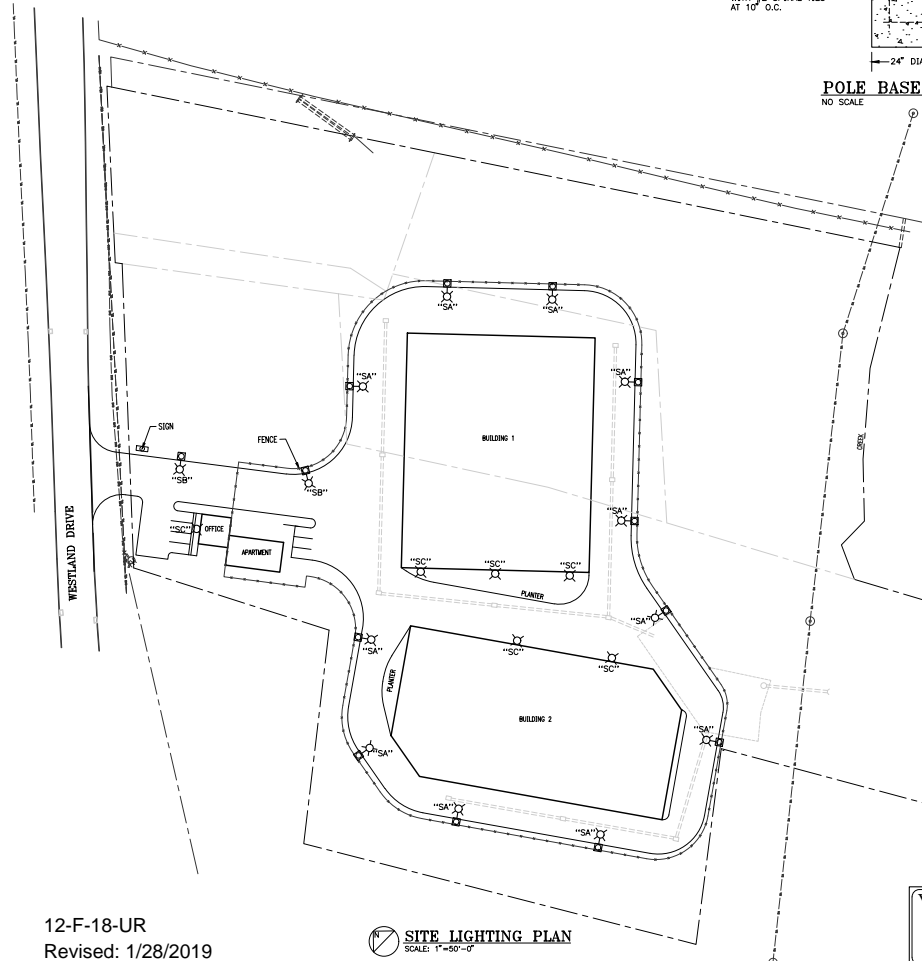 AT 10" O.C.
24" DIA
POLE BASE
NO SCALE
"SA"
"SA"
"SA"
"SA"
SIGN
FENCE
BUILDING 1
CREEK
"SB"
"SB"
"SA"
"SC"
OFFICE
APARTMENT
WESTLAND DRIVE
"SC"
"SC"
"SC"
PLANTER
"SA"
"SA"
"SC"
"SC"
PLANTER
BUILDING 2
"SA"
"SA"
"SA"
"SA"
12-F-18-UR
Revised: 1/28/2019
N
SITE LIGHTING PLAN
SCALE: 1"=50'-0"